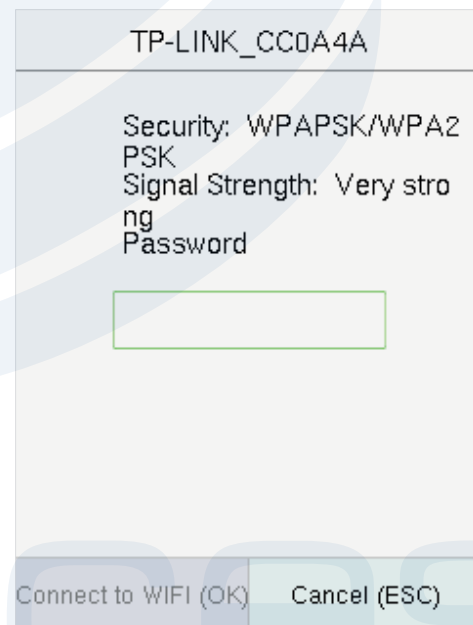 TP-LINK_CC0A4A
Security: WPAPSK/WPA2
PSK
Signal Strength: Very stro
ng
Password
Connect to WIFI (OK)
Cancel (ESC)